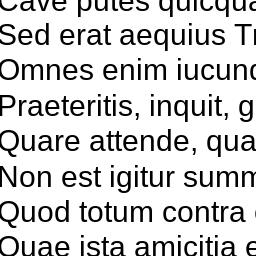 Cave putes quicqua
Sed erat aequius Tr
Omnes enim iucund
Praeteritis, inquit, g
Quare attende, qua
Non est igitur summ
Quod totum contra
Quae ista amicitia e